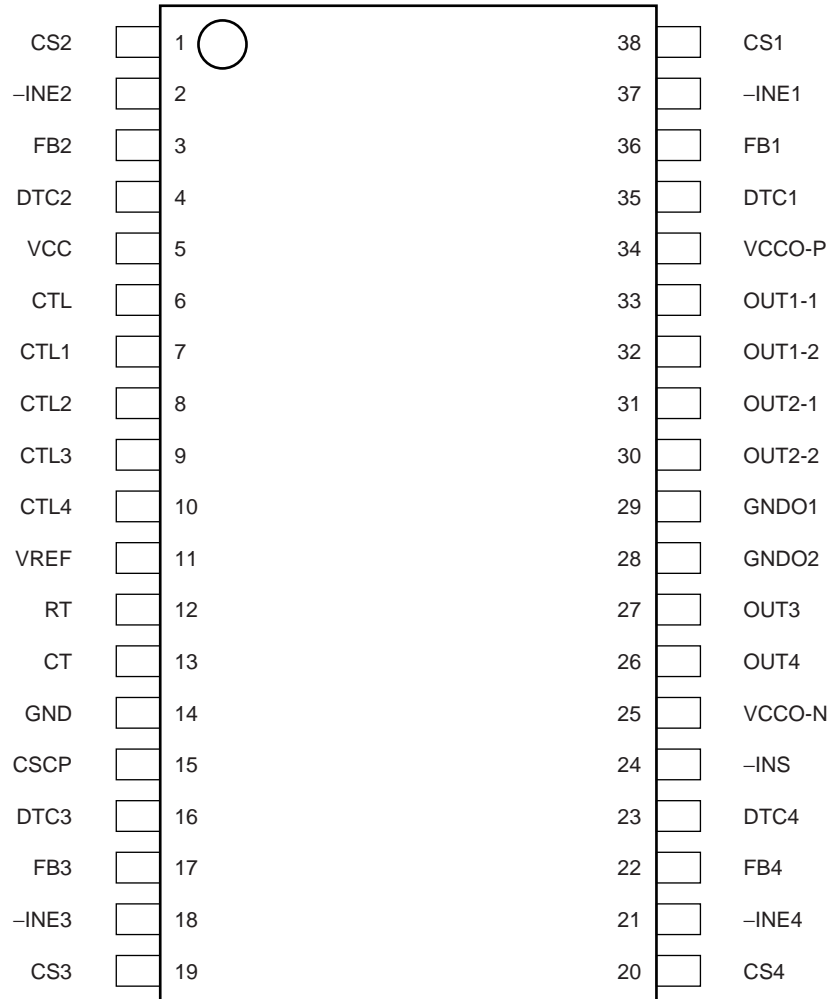 CS2 1 38 CS1
–INE2 2 37 –INE1
FB2 3 36 FB1
DTC2 4 35 DTC1
VCC 5 34 VCCO-P
CTL 6 33 OUT1-1
CTL1 7 32 OUT1-2
CTL2 8 31 OUT2-1
CTL3 9 30 OUT2-2
CTL4 10 29 GNDO1
VREF 11 28 GNDO2
RT 12 27 OUT3
CT 13 26 OUT4
GND 14 25 VCCO-N
CSCP 15 24 –INS
DTC3 16 23 DTC4
FB3 17 22 FB4
–INE3 18 21 –INE4
CS3 19 20 CS4